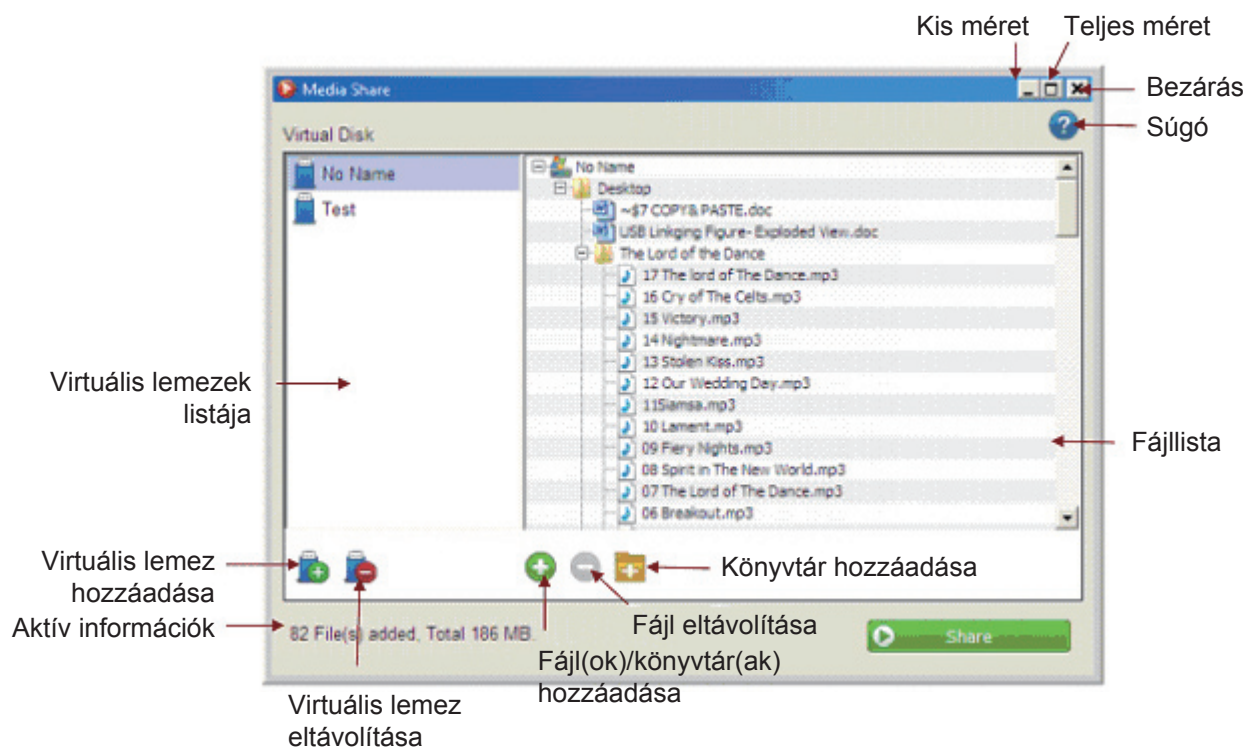 Kis méret
Teljes méret
Media Share
Bezárás
Súgó
Virtual Disk
No Name
Test
No Name
Desktop
~$7 COPY& PASTE.doc
USB Linkging Figure- Exploded View.doc
The Lord of the Dance
17 The lord of The Dance.mp3
16 Cry of The Celts.mp3
15 Victory.mp3
14 Nightmare.mp3
13 Stolen Kiss.mp3
12 Our Wedding Day.mp3
11Siamsa.mp3
10 Lament.mp3
09 Fiery Nights.mp3
08 Spirit in The New World.mp3
07 The Lord of The Dance.mp3
06 Breakout.mp3
Virtuális lemezek
listája
Fájllista
Virtuális lemez
hozzáadása
Könyvtár hozzáadása
Aktív információk
82 File(s) added, Total 186 MB.
Fájl eltávolítása
Share
Fájl(ok)/könyvtár(ak)
hozzáadása
Virtuális lemez
eltávolítása